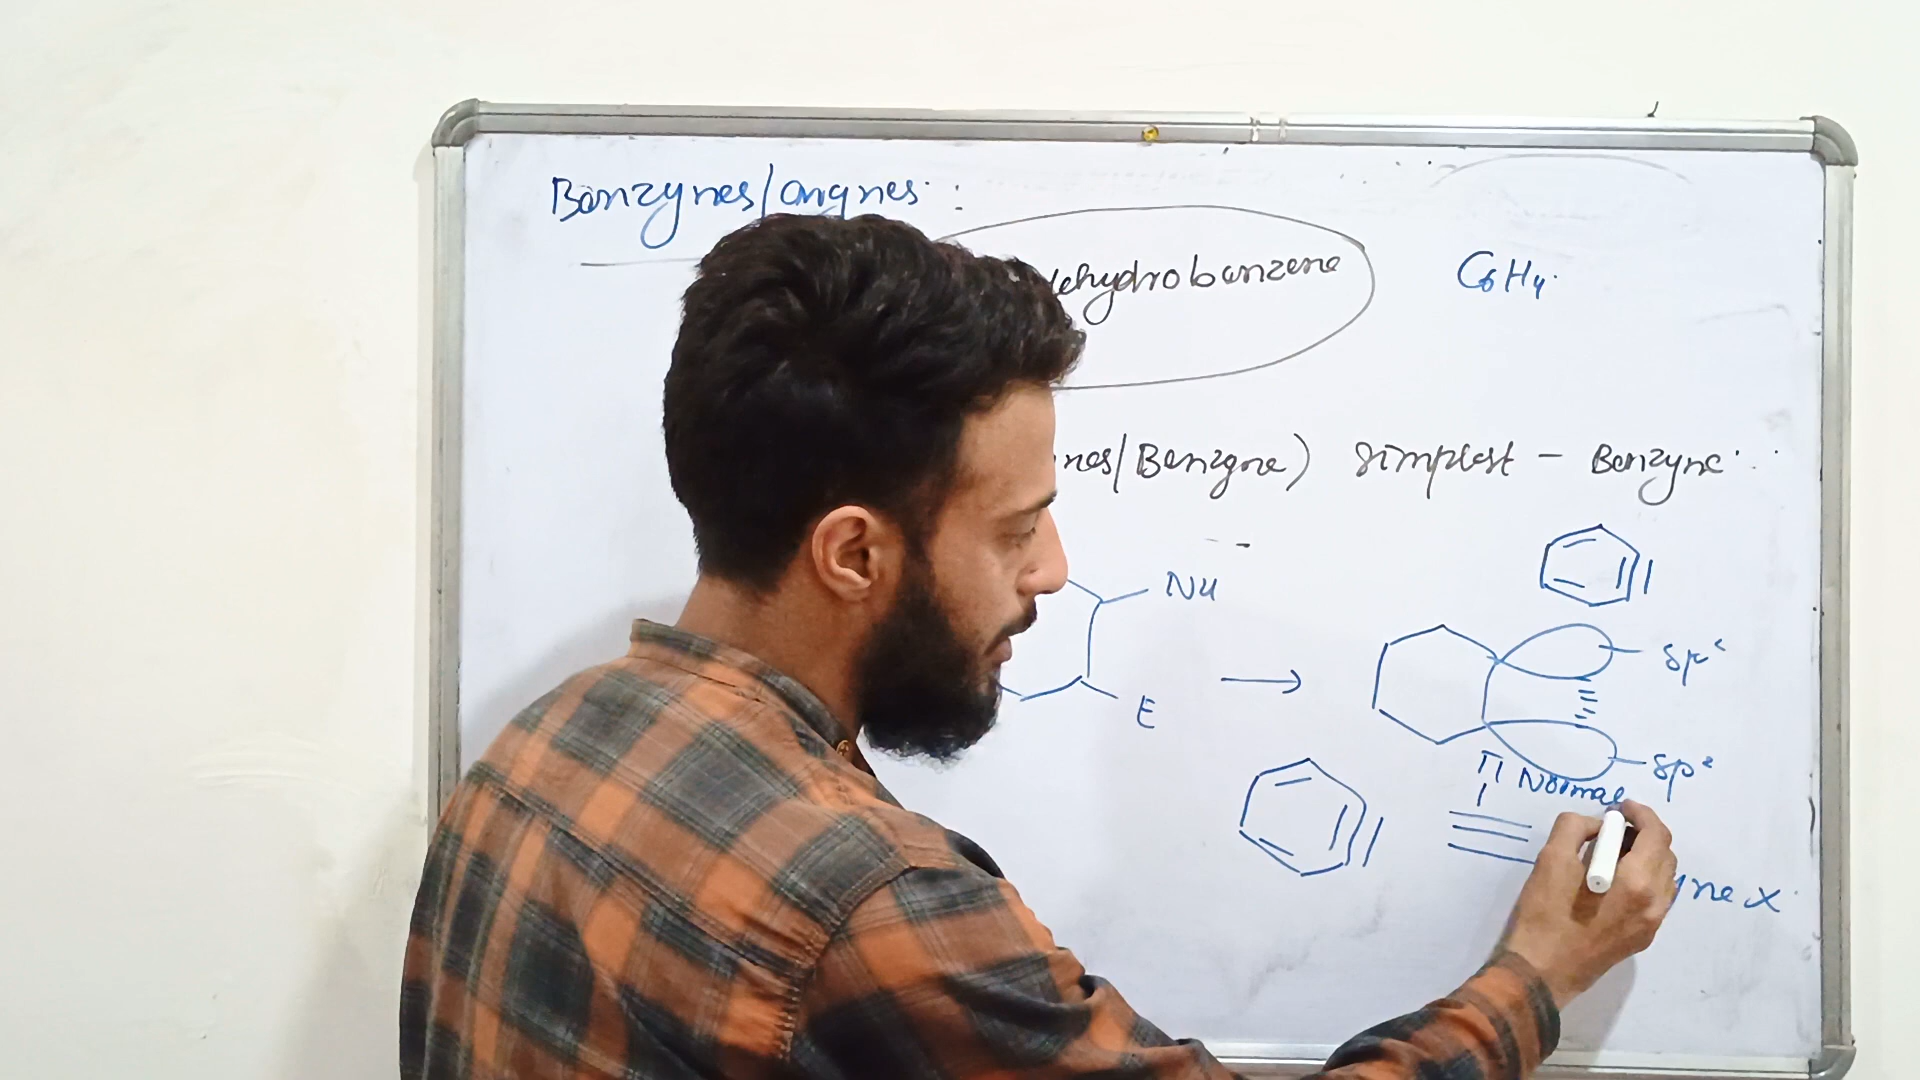 Benzynes/arynes :
dehydrobenzene
C6H4.
nes/Benzyne) Simplest - Benzyne.
Nu
E
sp²
sp²
π Normal
yne x